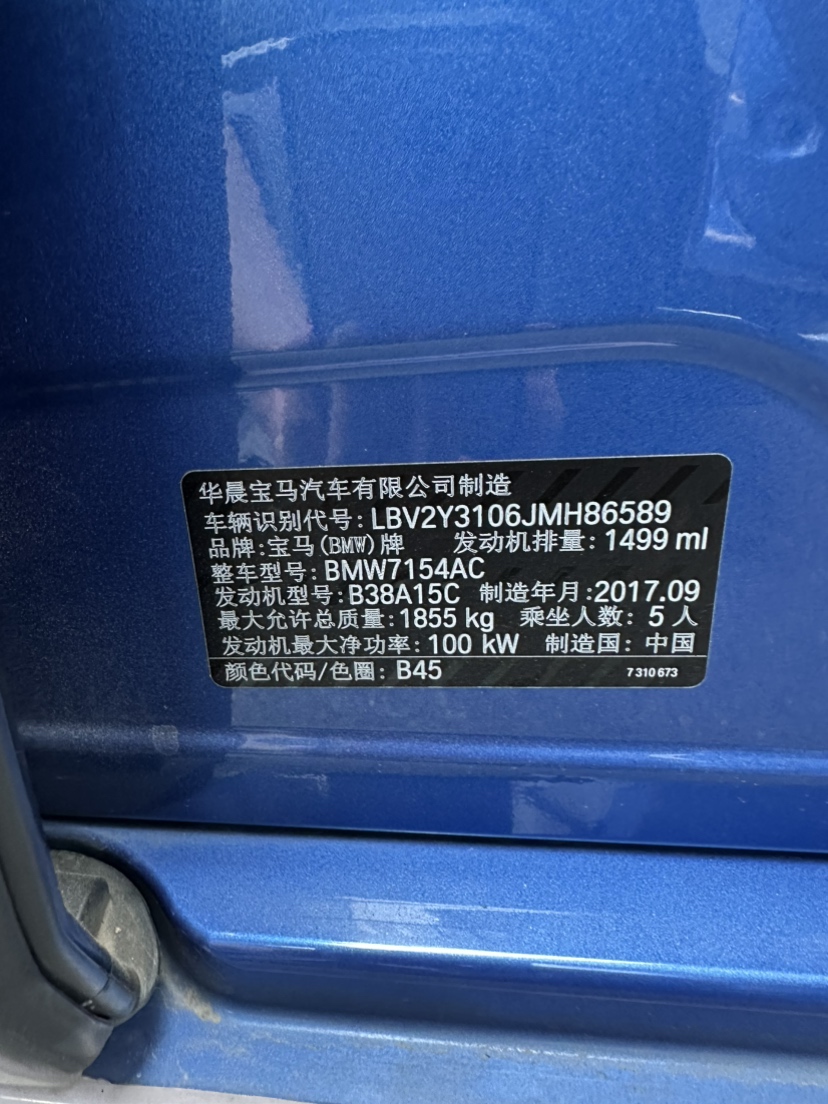 华晨宝马汽车有限公司制造
车辆识别代号: LBV2Y3106JMH86589
品牌:宝马(BMW)牌 发动机排量: 1499 ml
整车型号: BMW7154AC
发动机型号: B38A15C 制造年月:2017.09
最大允许总质量:1855 kg 乘坐人数: 5 人
发动机最大净功率: 100 kW 制造国: 中国
颜色代码/色圈: B45 7 310 673